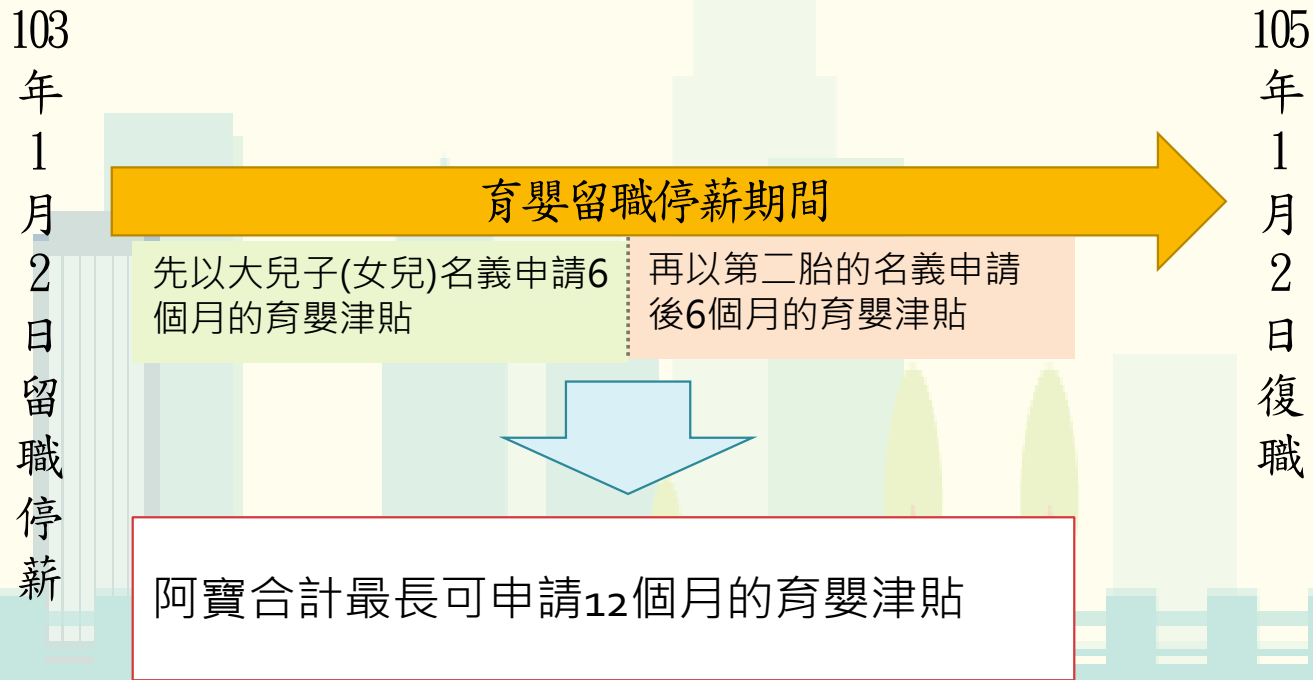 103年1月2日留職停薪
育嬰留職停薪期間
先以大兒子(女兒)名義申請6
個月的育嬰津貼
再以第二胎的名義申請
後6個月的育嬰津貼
阿寶合計最長可申請12個月的育嬰津貼
105年1月2日復職